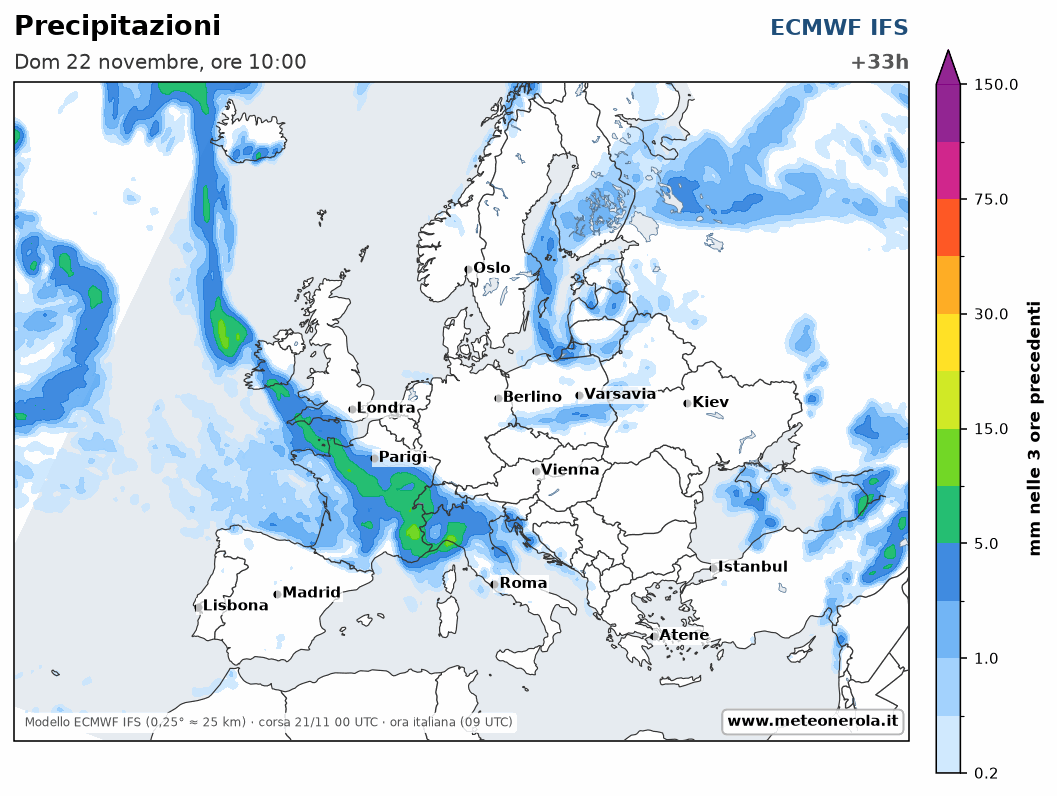 Precipitazioni
ECMWF IFS
Dom 22 novembre, ore 10:00
+33h
150.0
75.0
30.0
15.0
5.0
1.0
0.2
mm nelle 3 ore precedenti
Oslo
Berlino
Varsavia
Kiev
Londra
Parigi
Vienna
Istanbul
Roma
Madrid
Lisbona
Atene
Modello ECMWF IFS (0,25° ≈ 25 km) · corsa 21/11 00 UTC · ora italiana (09 UTC)
www.meteonerola.it